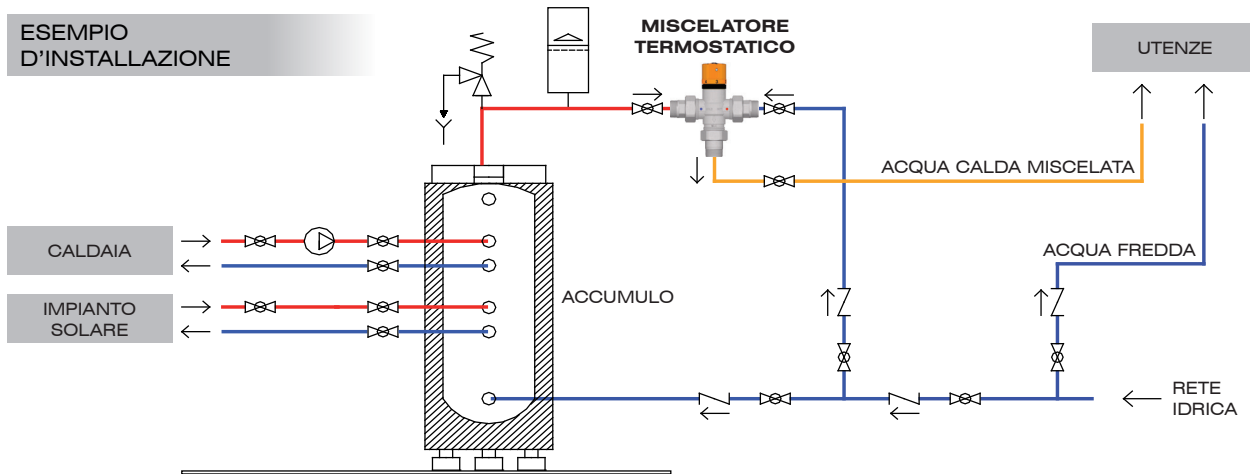 ESEMPIO
D'INSTALLAZIONE
MISCELATORE
TERMOSTATICO
UTENZE
ACQUA CALDA MISCELATA
CALDAIA
ACQUA FREDDA
IMPIANTO
SOLARE
ACCUMULO
RETE
IDRICA